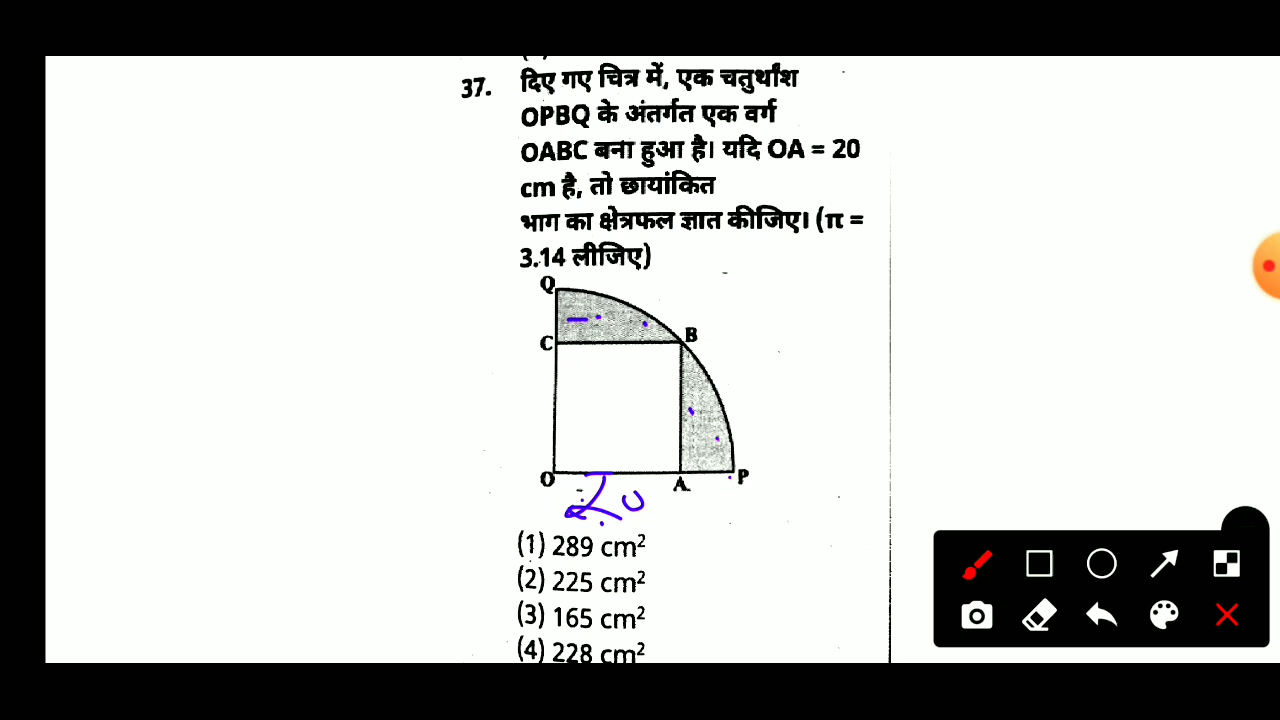 37. दिए गए चित्र में, एक चतुर्थांश
OPBQ के अंतर्गत एक वर्ग
OABC बना हुआ है। यदि OA = 20
cm है, तो छायांकित
भाग का क्षेत्रफल ज्ञात कीजिए। (π =
3.14 लीजिए)
Q
B
C
O
A
P
20
(1) 289 cm²
(2) 225 cm²
(3) 165 cm²
(4) 228 cm²